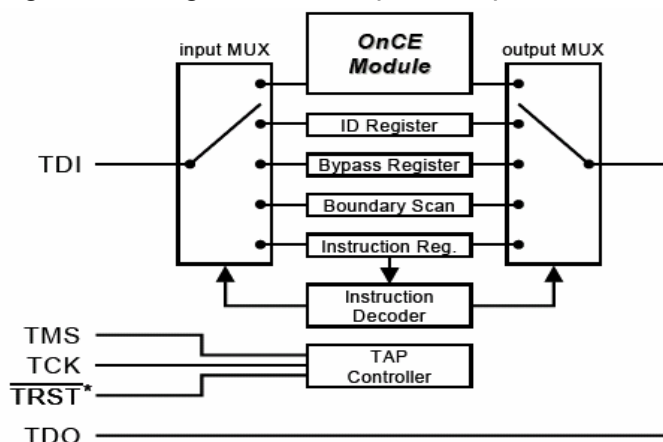 input MUX
OnCE
Module
output MUX
ID Register
TDI
Bypass Register
Boundary Scan
Instruction Reg.
Instruction
Decoder
TMS
TCK
TAP
Controller
TRST*
TDO